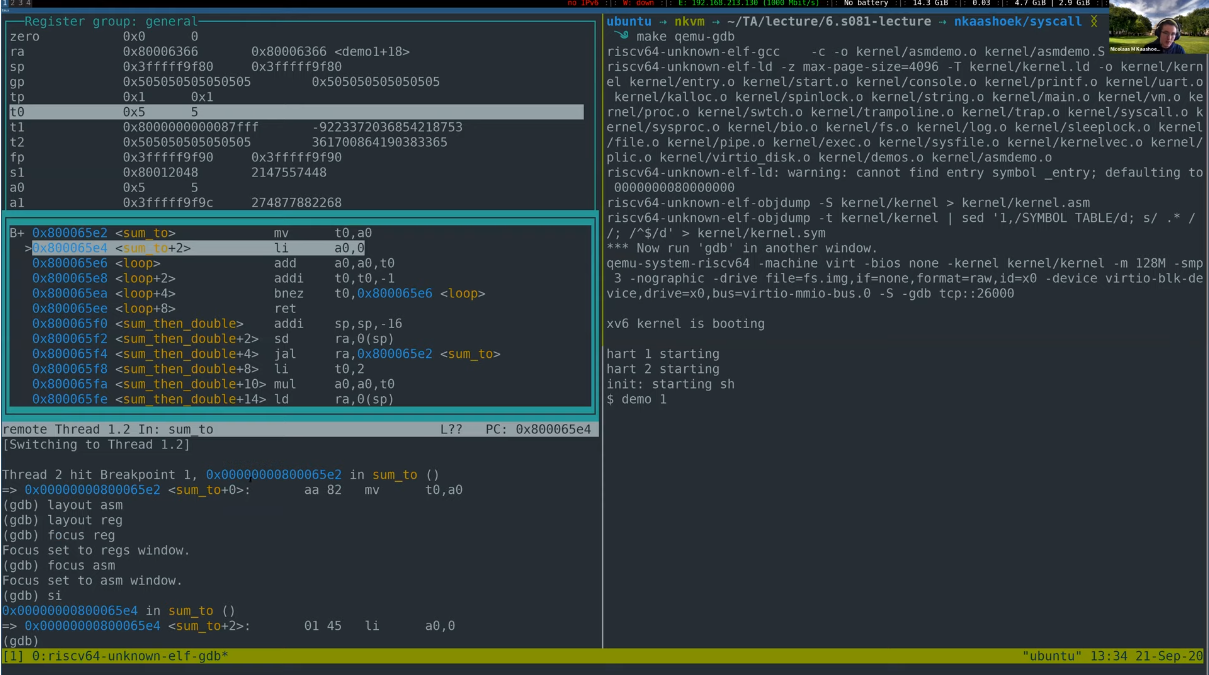 1 2 3 4
no IPv6 :|: W: down :|: E: 192.168.213.130 (1000 Mbit/s) :|: No battery :|: 14.3 GiB :|: 0.03 :|: 4.7 GiB | 2.9 GiB :|:
Register group: general
zero 0x0 0
ra 0x80006366 0x80006366 <demo1+18>
sp 0x3fffff9f80 0x3fffff9f80
gp 0x505050505050505 0x505050505050505
tp 0x1 0x1
t0 0x5 5
t1 0x8000000000087fff -9223372036854218753
t2 0x505050505050505 361700864190383365
fp 0x3fffff9f90 0x3fffff9f90
s1 0x80012048 2147557448
a0 0x5 5
a1 0x3fffff9f9c 274877882268
B+ 0x800065e2 <sum_to> mv t0,a0
>0x800065e4 <sum_to+2> li a0,0
0x800065e6 <loop> add a0,a0,t0
0x800065e8 <loop+2> addi t0,t0,-1
0x800065ea <loop+4> bnez t0,0x800065e6 <loop>
0x800065ee <loop+8> ret
0x800065f0 <sum_then_double> addi sp,sp,-16
0x800065f2 <sum_then_double+2> sd ra,0(sp)
0x800065f4 <sum_then_double+4> jal ra,0x800065e2 <sum_to>
0x800065f8 <sum_then_double+8> li t0,2
0x800065fa <sum_then_double+10> mul a0,a0,t0
0x800065fe <sum_then_double+14> ld ra,0(sp)
remote Thread 1.2 In: sum_to L?? PC: 0x800065e4
[Switching to Thread 1.2]
Thread 2 hit Breakpoint 1, 0x00000000800065e2 in sum_to ()
=> 0x00000000800065e2 <sum_to+0>: aa 82 mv t0,a0
(gdb) layout asm
(gdb) layout reg
(gdb) focus reg
Focus set to regs window.
(gdb) focus asm
Focus set to asm window.
(gdb) si
0x00000000800065e4 in sum_to ()
=> 0x00000000800065e4 <sum_to+2>: 01 45 li a0,0
(gdb)
ubuntu → nkvm → ~/TA/lecture/6.s081-lecture → nkaashoek/syscall
make qemu-gdb
riscv64-unknown-elf-gcc -c -o kernel/asmdemo.o kernel/asmdemo.S
riscv64-unknown-elf-ld -z max-page-size=4096 -T kernel/kernel.ld -o kernel/kern
el kernel/entry.o kernel/start.o kernel/console.o kernel/printf.o kernel/uart.o
kernel/kalloc.o kernel/spinlock.o kernel/string.o kernel/main.o kernel/vm.o ke
rnel/proc.o kernel/swtch.o kernel/trampoline.o kernel/trap.o kernel/syscall.o k
ernel/sysproc.o kernel/bio.o kernel/fs.o kernel/log.o kernel/sleeplock.o kernel
/file.o kernel/pipe.o kernel/exec.o kernel/sysfile.o kernel/kernelvec.o kernel/
plic.o kernel/virtio_disk.o kernel/demos.o kernel/asmdemo.o
riscv64-unknown-elf-ld: warning: cannot find entry symbol _entry; defaulting to
0000000080000000
riscv64-unknown-elf-objdump -S kernel/kernel > kernel/kernel.asm
riscv64-unknown-elf-objdump -t kernel/kernel | sed '1,/SYMBOL TABLE/d; s/ .* /
/; /^$/d' > kernel/kernel.sym
*** Now run 'gdb' in another window.
qemu-system-riscv64 -machine virt -bios none -kernel kernel/kernel -m 128M -smp
3 -nographic -drive file=fs.img,if=none,format=raw,id=x0 -device virtio-blk-de
vice,drive=x0,bus=virtio-mmio-bus.0 -S -gdb tcp::26000
xv6 kernel is booting
hart 1 starting
hart 2 starting
init: starting sh
$ demo 1
Nicolaas M Kaashoe...
[1] 0:riscv64-unknown-elf-gdb* "ubuntu" 13:34 21-Sep-20